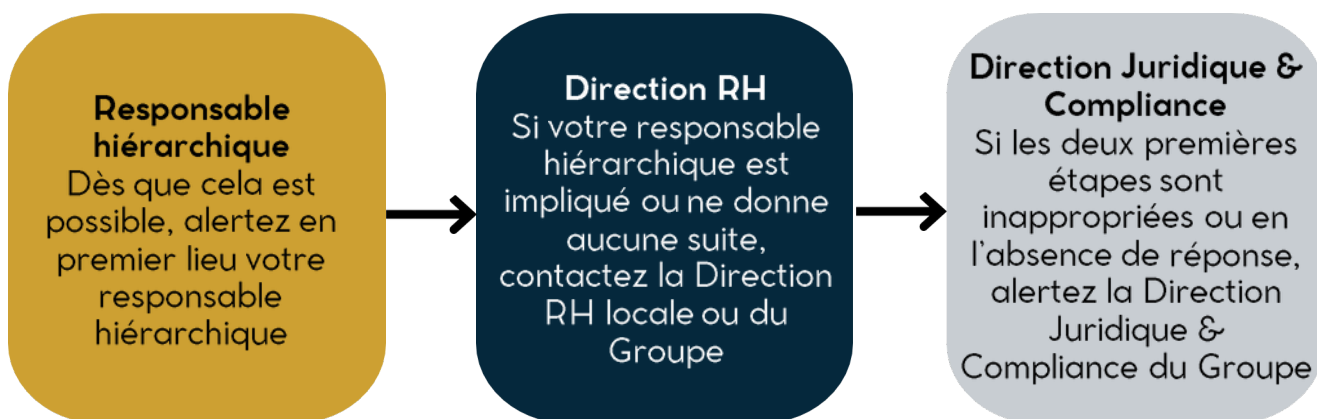 Responsable
hiérarchique
Dès que cela est
possible, alertez en
premier lieu votre
responsable
hiérarchique
Direction RH
Si votre responsable
hiérarchique est
impliqué ou ne donne
aucune suite,
contactez la Direction
RH locale ou du
Groupe
Direction Juridique &
Compliance
Si les deux premières
étapes sont
inappropriées ou en
l'absence de réponse,
alertez la Direction
Juridique &
Compliance du Groupe